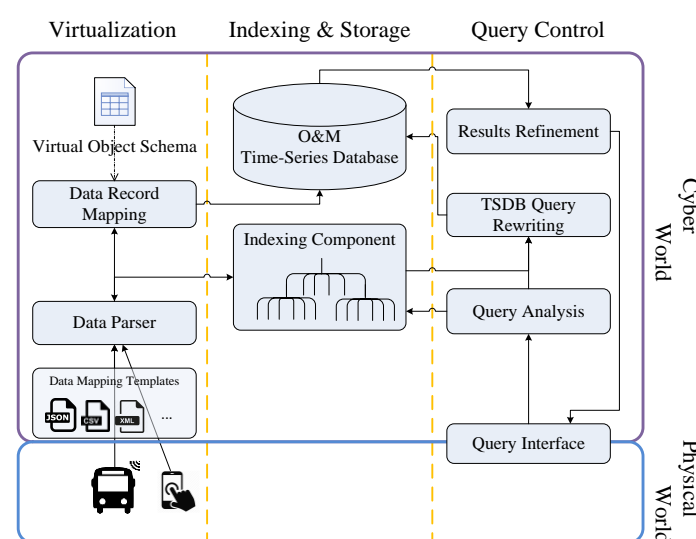 Virtualization
Indexing & Storage
Query Control
Virtual Object Schema
O&M
Time-Series Database
Results Refinement
Data Record
Mapping
TSDB Query
Rewriting
Indexing Component
Data Parser
Query Analysis
Data Mapping Templates
JSON
CSV
XML
...
Query Interface
Cyber
World
Physical
World